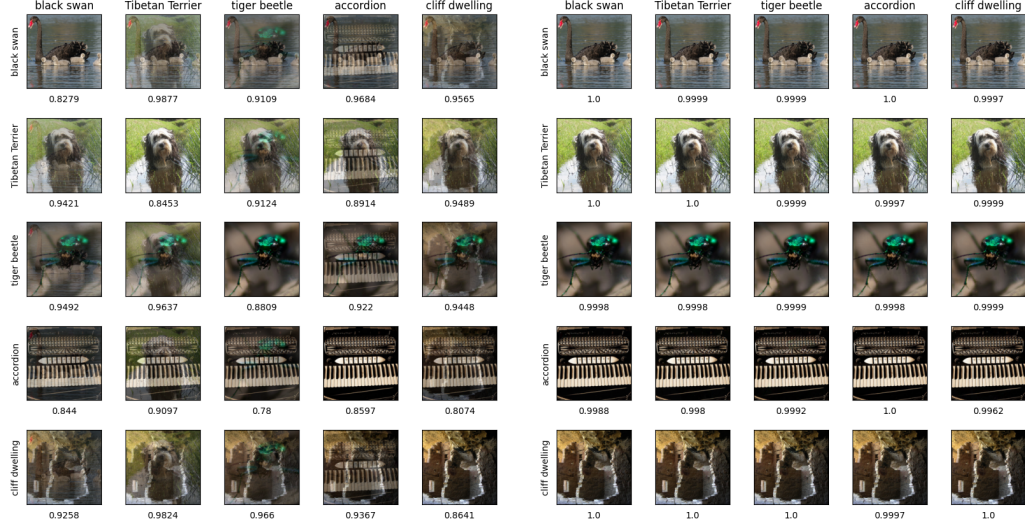 black swan Tibetan Terrier tiger beetle accordion cliff dwelling black swan Tibetan Terrier tiger beetle accordion cliff dwelling
black swan
black swan
0.8279 0.9877 0.9109 0.9684 0.9565 1.0 0.9999 0.9999 1.0 0.9997
Tibetan Terrier
Tibetan Terrier
0.9421 0.8453 0.9124 0.8914 0.9489 1.0 1.0 0.9999 0.9997 0.9999
tiger beetle
tiger beetle
0.9492 0.9637 0.8809 0.922 0.9448 0.9998 0.9998 0.9999 0.9998 0.9999
accordion
accordion
0.844 0.9097 0.78 0.8597 0.8074 0.9988 0.998 0.9992 1.0 0.9962
cliff dwelling
cliff dwelling
0.9258 0.9824 0.966 0.9367 0.8641 1.0 1.0 1.0 0.9997 1.0